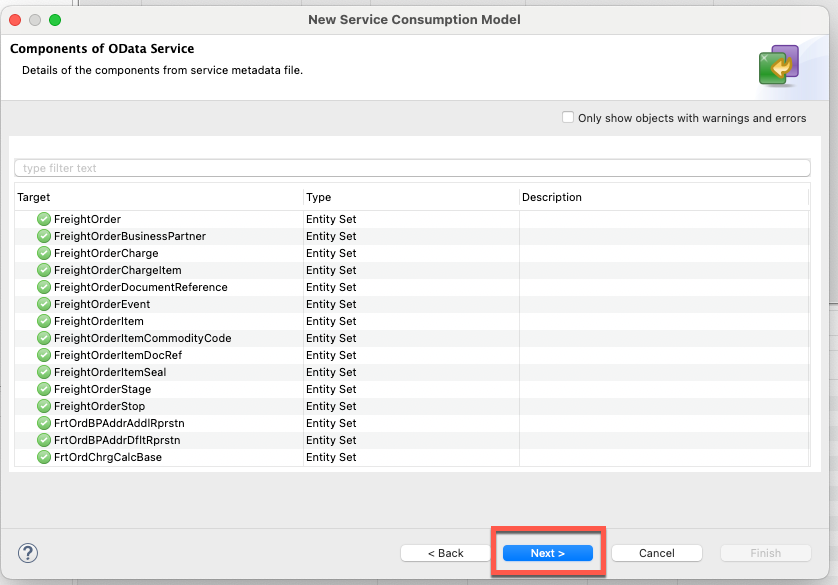 New Service Consumption Model
Components of OData Service
Details of the components from service metadata file.
Only show objects with warnings and errors
type filter text
Target Type Description
FreightOrder Entity Set
FreightOrderBusinessPartner Entity Set
FreightOrderCharge Entity Set
FreightOrderChargeItem Entity Set
FreightOrderDocumentReference Entity Set
FreightOrderEvent Entity Set
FreightOrderItem Entity Set
FreightOrderItemCommodityCode Entity Set
FreightOrderItemDocRef Entity Set
FreightOrderItemSeal Entity Set
FreightOrderStage Entity Set
FreightOrderStop Entity Set
FrtOrdBPAddrAddlRprstn Entity Set
FrtOrdBPAddrDfltRprstn Entity Set
FrtOrdChrgCalcBase Entity Set
? < Back Next > Cancel Finish